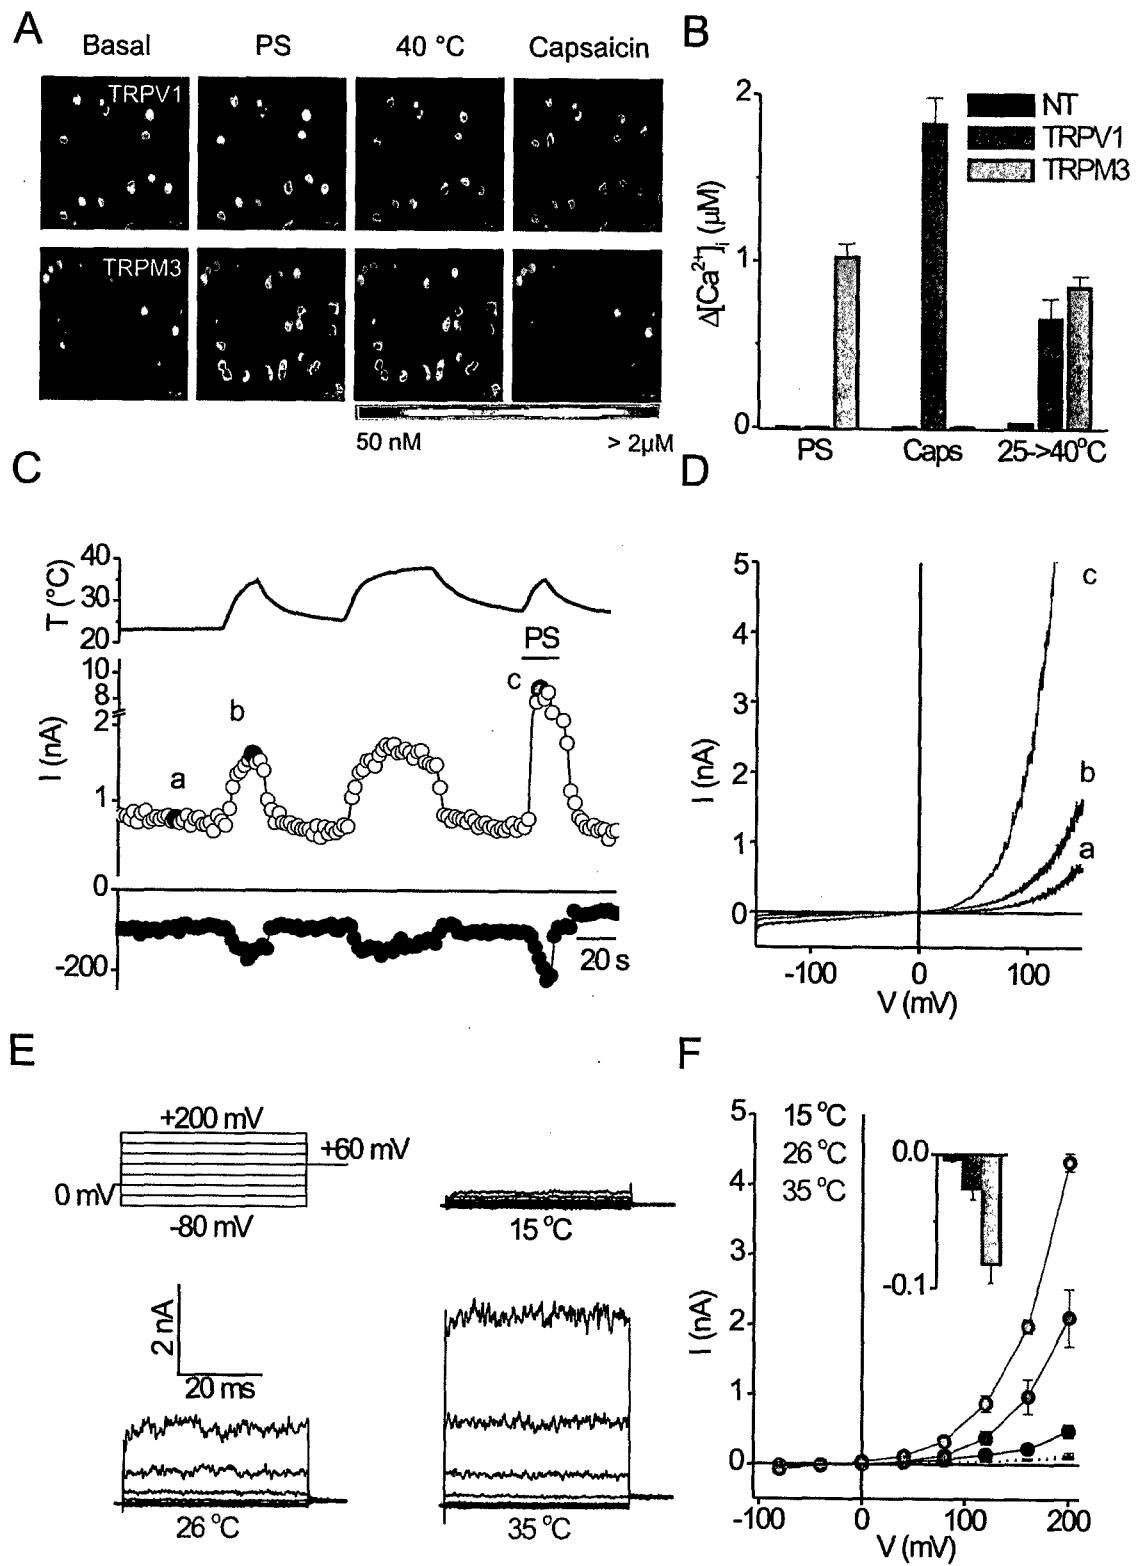 A
Basal PS 40 °C Capsaicin
TRPV1
TRPM3
50 nM > 2µM
B
2
1
0
Δ[Ca²⁺]ᵢ (µM)
NT
TRPV1
TRPM3
PS Caps 25->40°C
C
40
30
20
T (°C)
PS
10
8
2
1
0
-200
I (nA)
a
b
c
20 s
D
5
4
3
2
1
0
I (nA)
c
b
a
-100 0 100
V (mV)
E
+200 mV
+60 mV
0 mV
-80 mV
15 °C
2 nA
20 ms
26 °C
35 °C
F
5
4
3
2
1
0
I (nA)
15 °C
26 °C
35 °C
0.0
-0.1
-100 0 100 200
V (mV)